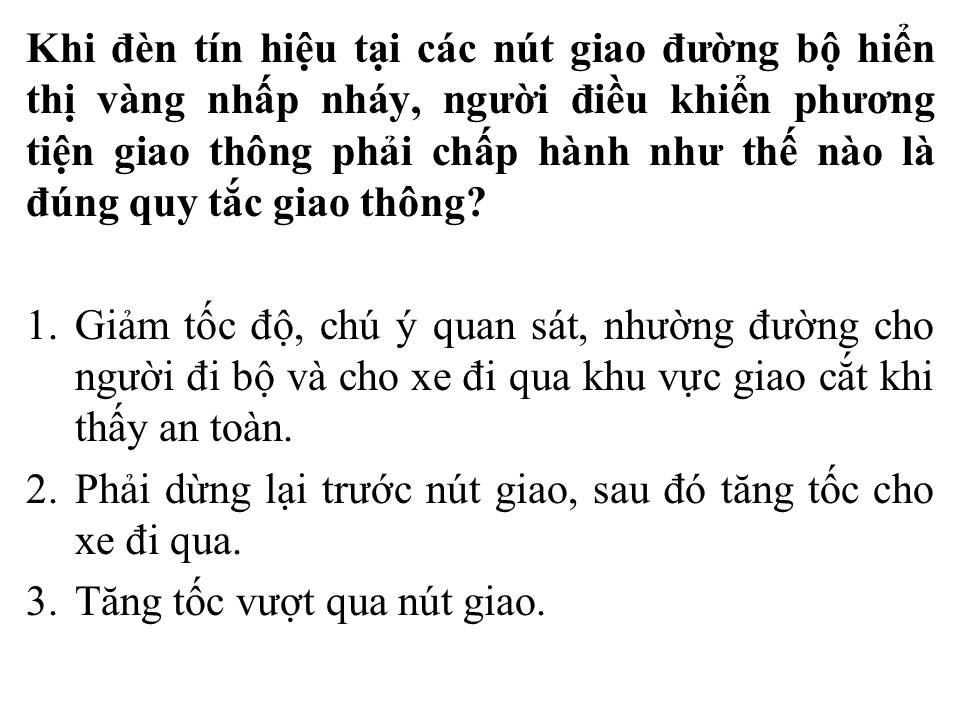 Khi đèn tín hiệu tại các nút giao đường bộ hiển
thị vàng nhấp nháy, người điều khiển phương
tiện giao thông phải chấp hành như thế nào là
đúng quy tắc giao thông?
1. Giảm tốc độ, chú ý quan sát, nhường đường cho
người đi bộ và cho xe đi qua khu vực giao cắt khi
thấy an toàn.
2. Phải dừng lại trước nút giao, sau đó tăng tốc cho
xe đi qua.
3. Tăng tốc vượt qua nút giao.